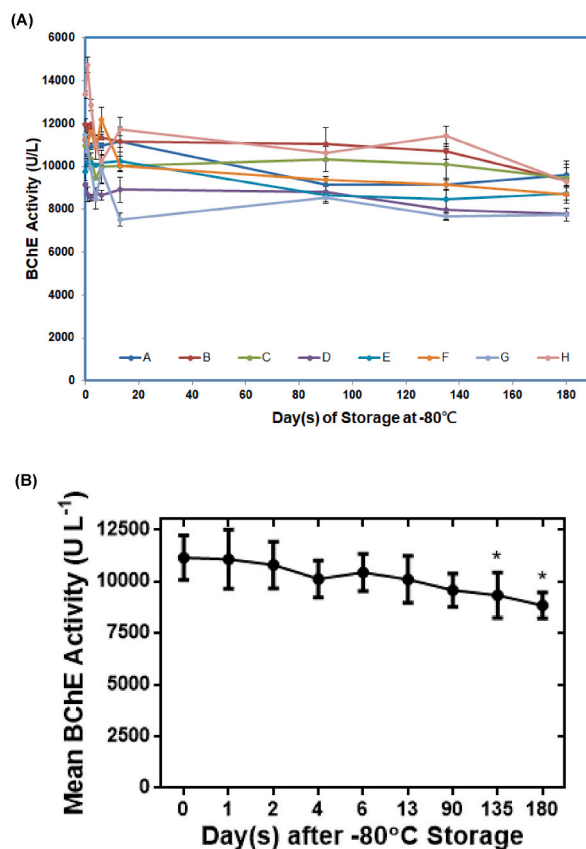 (A)
BChE Activity (U/L)
6000
14000
12000
10000
8000
6000
4000
2000
0
A B C D E F G H
0 20 40 60 80 100 120 140 160 180
Day(s) of Storage at -80℃
(B)
Mean BChE Activity (U L-1)
12500
10000
7500
5000
2500
0
* *
0 1 2 4 6 13 90 135 180
Day(s) after -80°C Storage